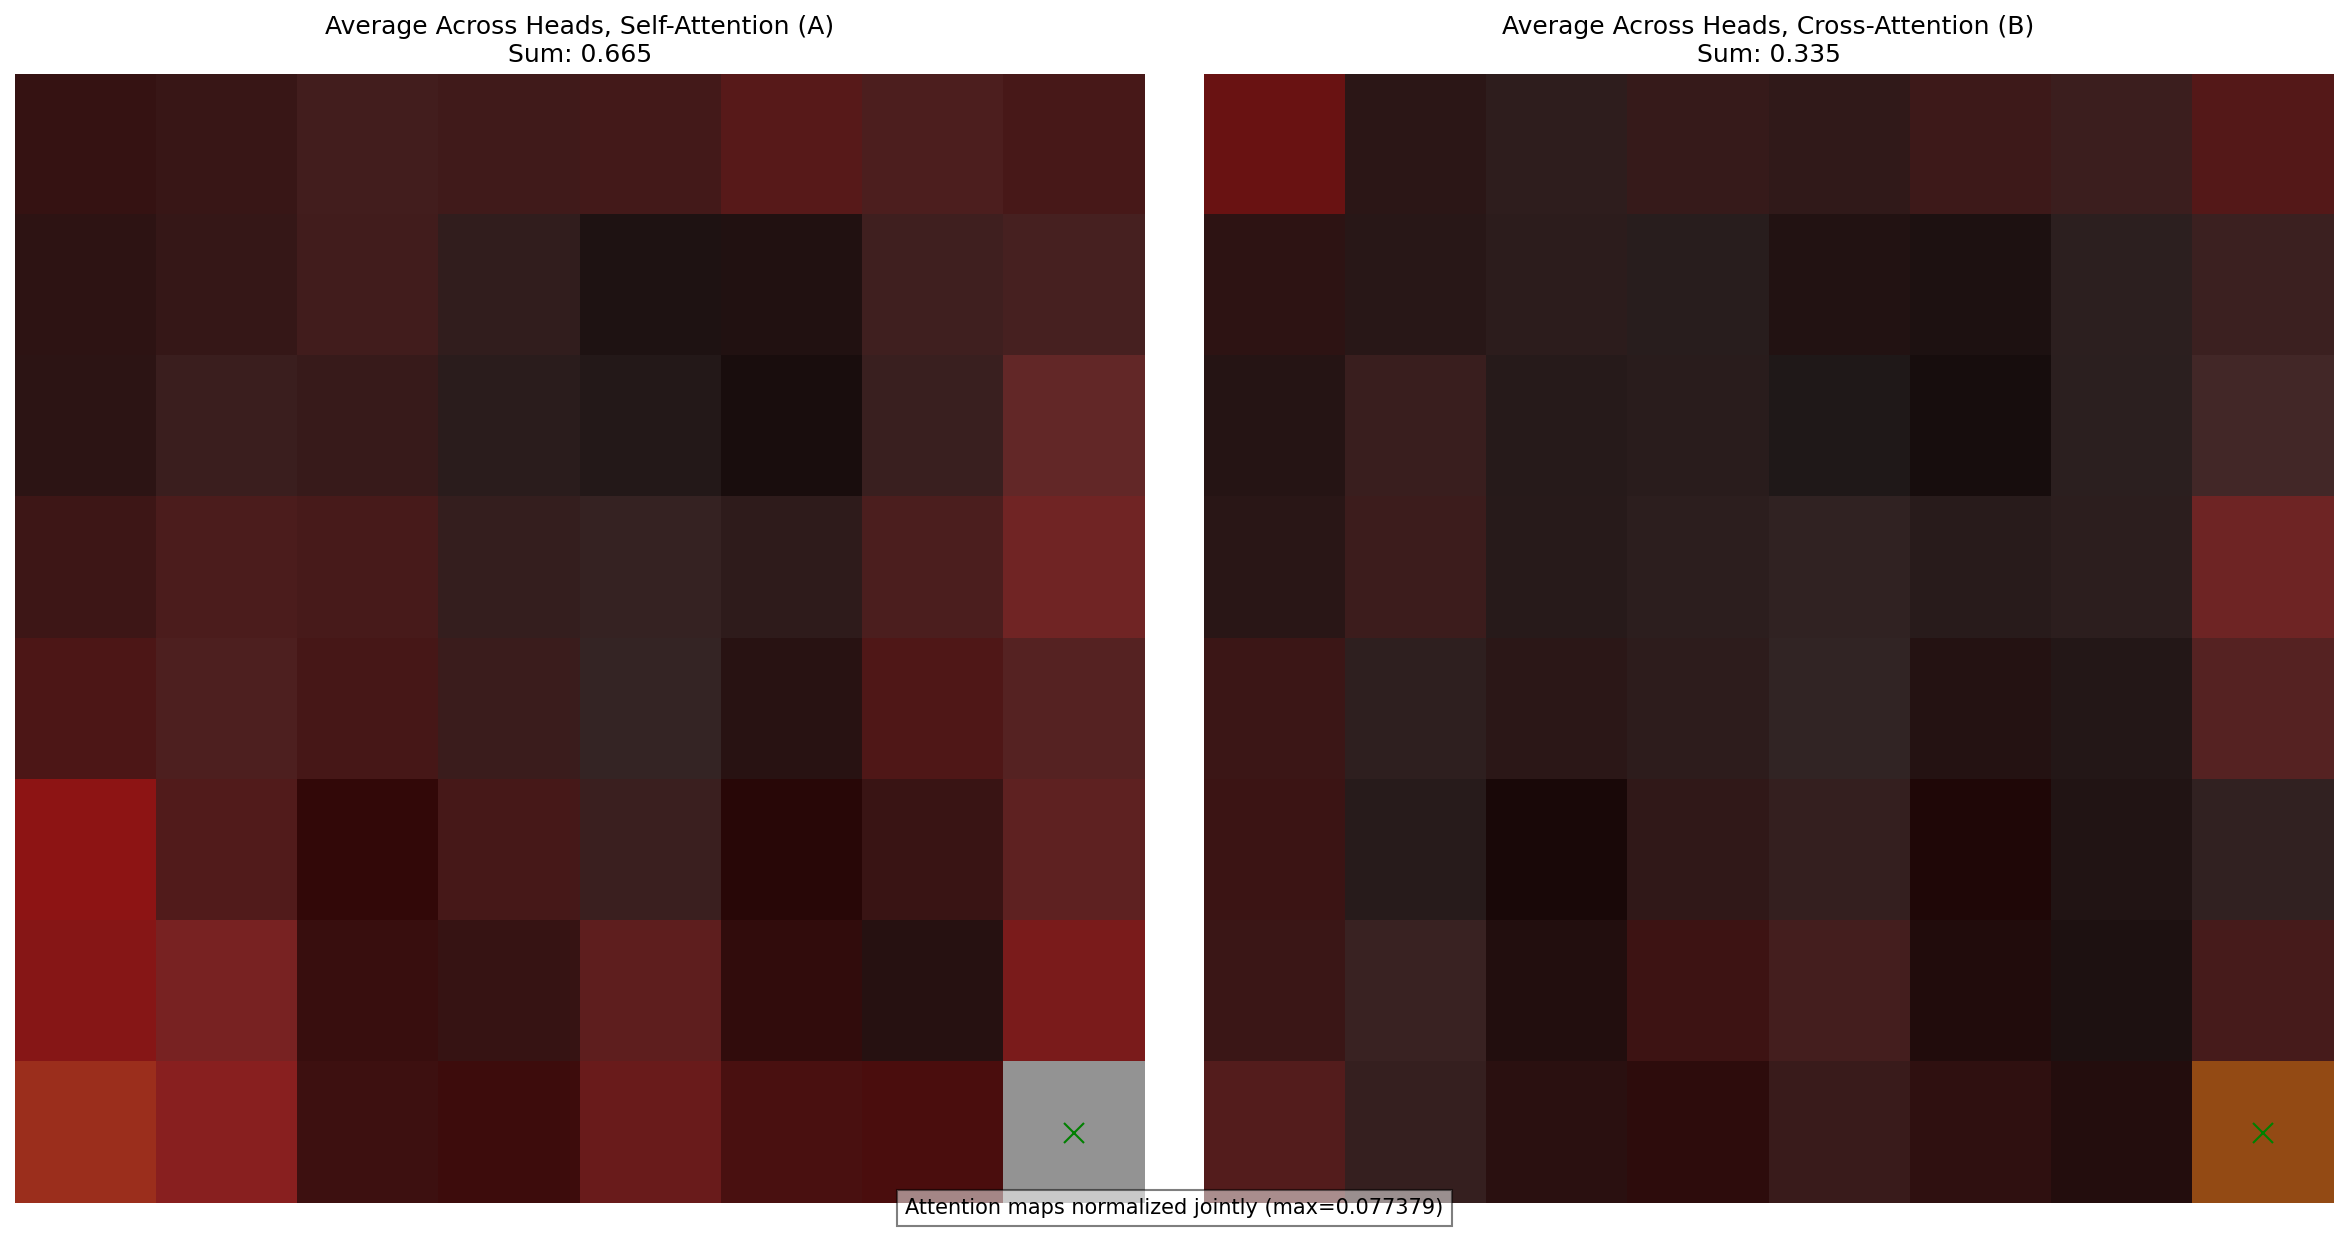 Average Across Heads, Self-Attention (A)
Sum: 0.665
Average Across Heads, Cross-Attention (B)
Sum: 0.335
Attention maps normalized jointly (max=0.077379)